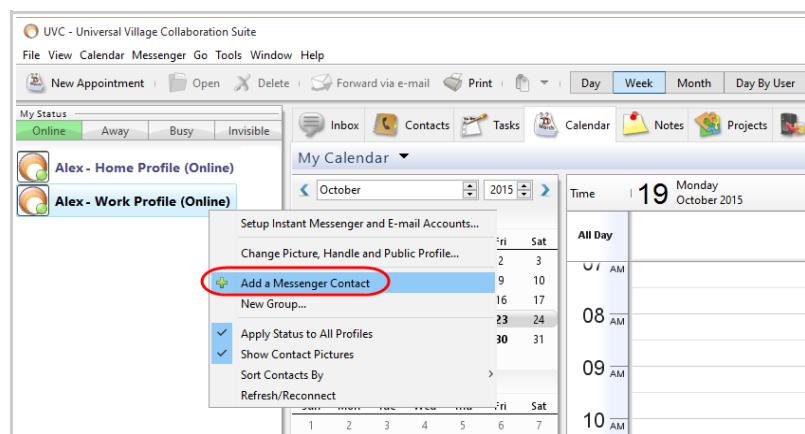 UVC - Universal Village Collaboration Suite
File View Calendar Messenger Go Tools Window Help
New Appointment Open Delete Forward via e-mail Print Day Week Month Day By User
My Status
Online Away Busy Invisible
Inbox Contacts Tasks Calendar Notes Projects
Alex - Home Profile (Online)
Alex - Work Profile (Online)
My Calendar
October 2015
Time 19 Monday
October 2015
Setup Instant Messenger and E-mail Accounts...
Change Picture, Handle and Public Profile...
Add a Messenger Contact
New Group...
Apply Status to All Profiles
Show Contact Pictures
Sort Contacts By
Refresh/Reconnect
Fri Sat
2 3
9 10
16 17
23 24
30 31
Sun Mon Tue Wed Thu Fri Sat
1 2 3 4 5 6 7
All Day
07 AM
08 AM
09 AM
10 AM